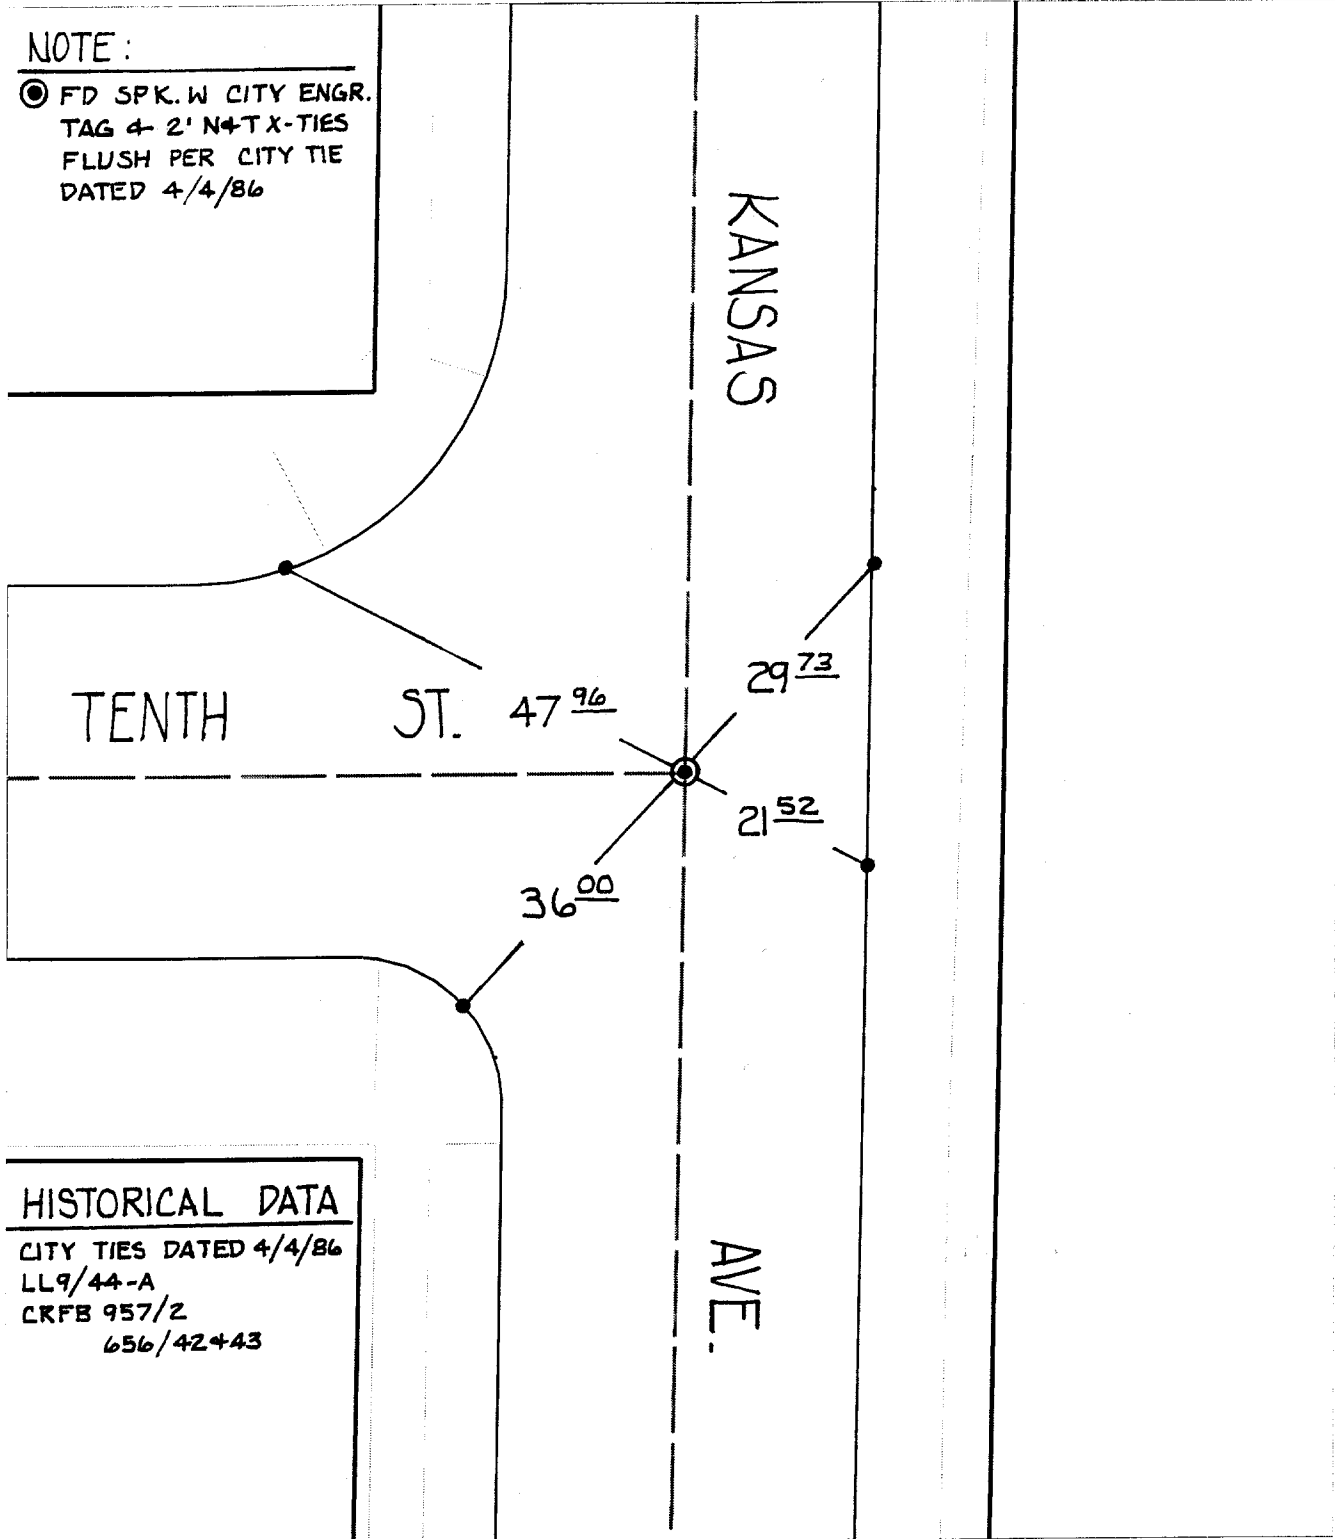 NOTE:
FD SPK. W CITY ENGR.
TAG & 2' N&T X-TIES
FLUSH PER CITY TIE
DATED 4/4/86
KANSAS
29 73
TENTH ST. 47 96
21 52
36 00
HISTORICAL DATA
CITY TIES DATED 4/4/86
LL9/44-A
CRFB 957/2
656/42&43
AVE.